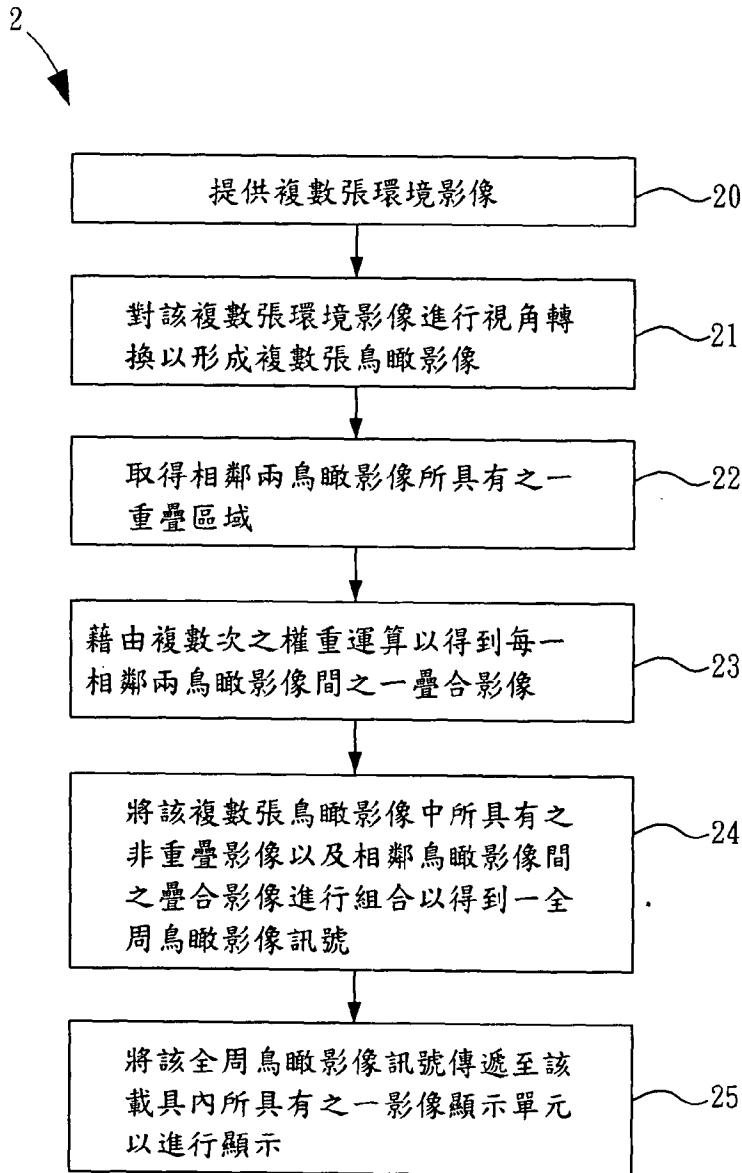 2
提供複數張環境影像
20
對該複數張環境影像進行視角轉
換以形成複數張鳥瞰影像
21
取得相鄰兩鳥瞰影像所具有之一
重疊區域
22
藉由複數次之權重運算以得到每一
相鄰兩鳥瞰影像間之一疊合影像
23
將該複數張鳥瞰影像中所具有之
非重疊影像以及相鄰鳥瞰影像間
之疊合影像進行組合以得到一全
周鳥瞰影像訊號
24
將該全周鳥瞰影像訊號傳遞至該
載具內所具有之一影像顯示單元
以進行顯示
25